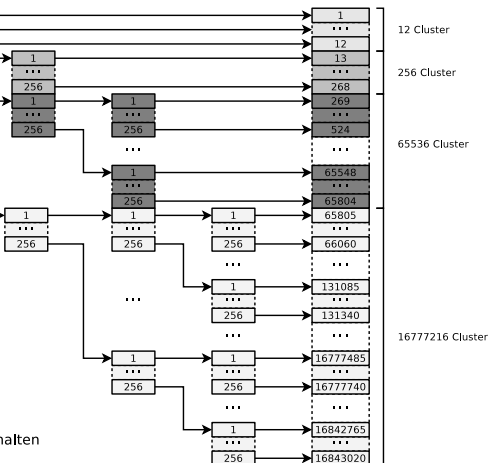 1
...
12
12 Cluster
1 13
... ...
256 Cluster
256 268
1 1 269
... ... ...
256 256 524
... ...
65536 Cluster
1 65548
... ...
256 65804
1 1 1 65805
... ... ... ...
256 256 256 66060
... ...
1 131085
... ... ...
256 131340
... ...
16777216 Cluster
1 1 16777485
... ... ...
256 256 16777740
... ...
1 16842765
halten
... ...
256 16843020